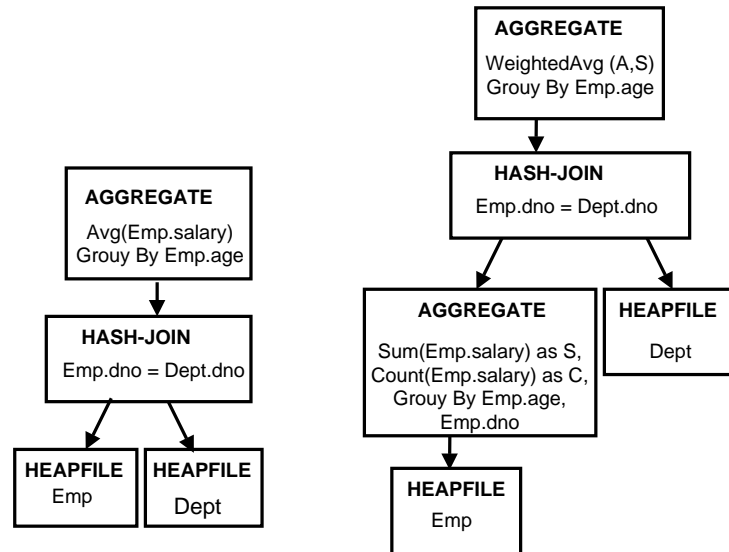 AGGREGATE
Avg(Emp.salary)
Grouy By Emp.age
HASH-JOIN
Emp.dno = Dept.dno
HEAPFILE
Emp
HEAPFILE
Dept
AGGREGATE
WeightedAvg (A,S)
Grouy By Emp.age
HASH-JOIN
Emp.dno = Dept.dno
AGGREGATE
Sum(Emp.salary) as S,
Count(Emp.salary) as C,
Grouy By Emp.age,
Emp.dno
HEAPFILE
Dept
HEAPFILE
Emp